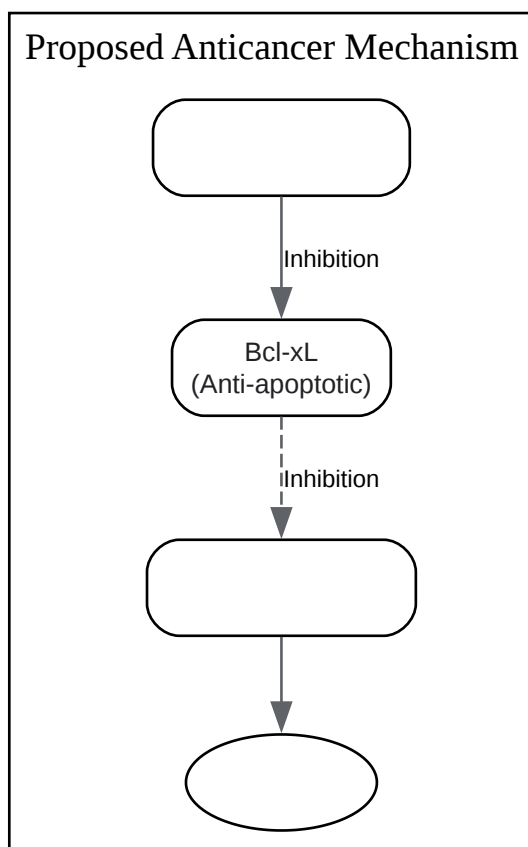 Proposed Anticancer Mechanism
Inhibition
Bcl-xL
(Anti-apoptotic)
Inhibition